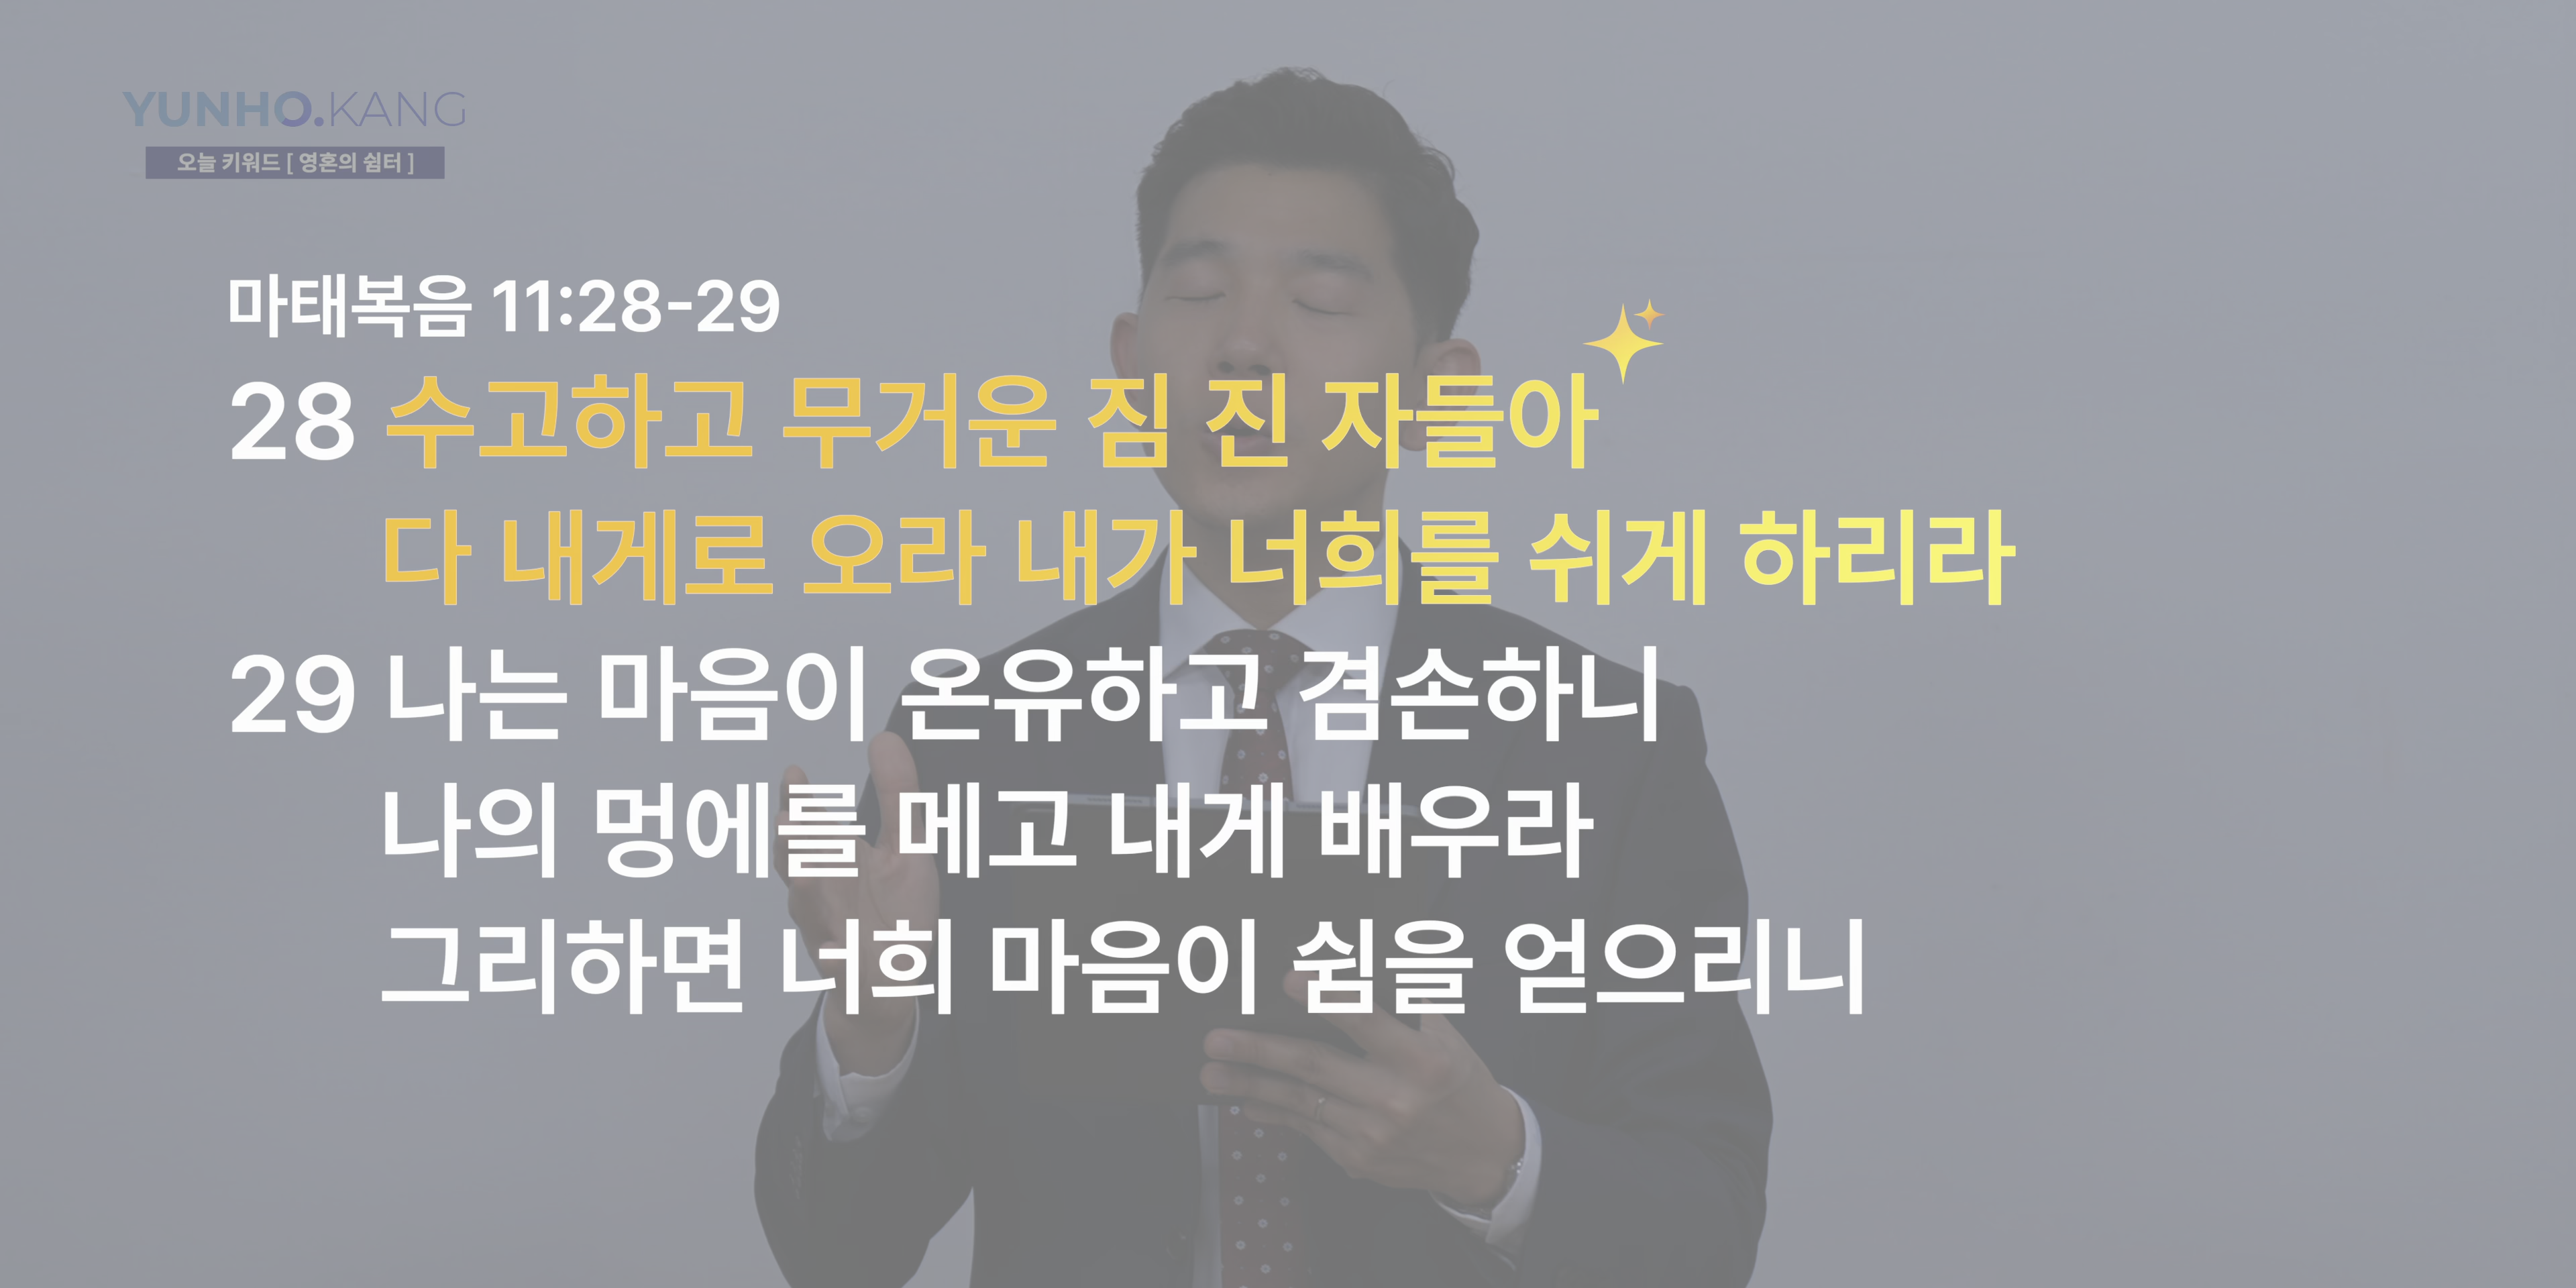 YUNHO.KANG
오늘 키워드 [ 영혼의 쉼터 ]
마태복음 11:28-29
28 수고하고 무거운 짐 진 자들아
다 내게로 오라 내가 너희를 쉬게 하리라
29 나는 마음이 온유하고 겸손하니
나의 멍에를 메고 내게 배우라
그리하면 너희 마음이 쉼을 얻으리니